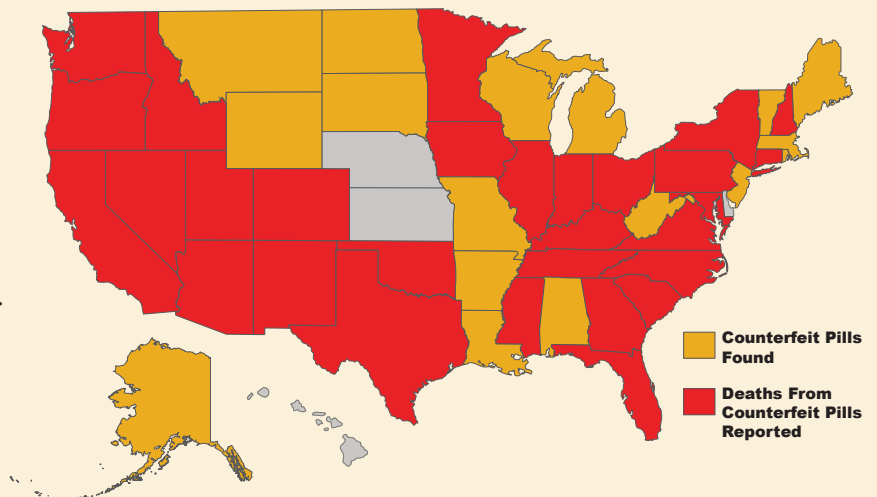 Counterfeit Pills
Found
Deaths From
Counterfeit Pills
Reported